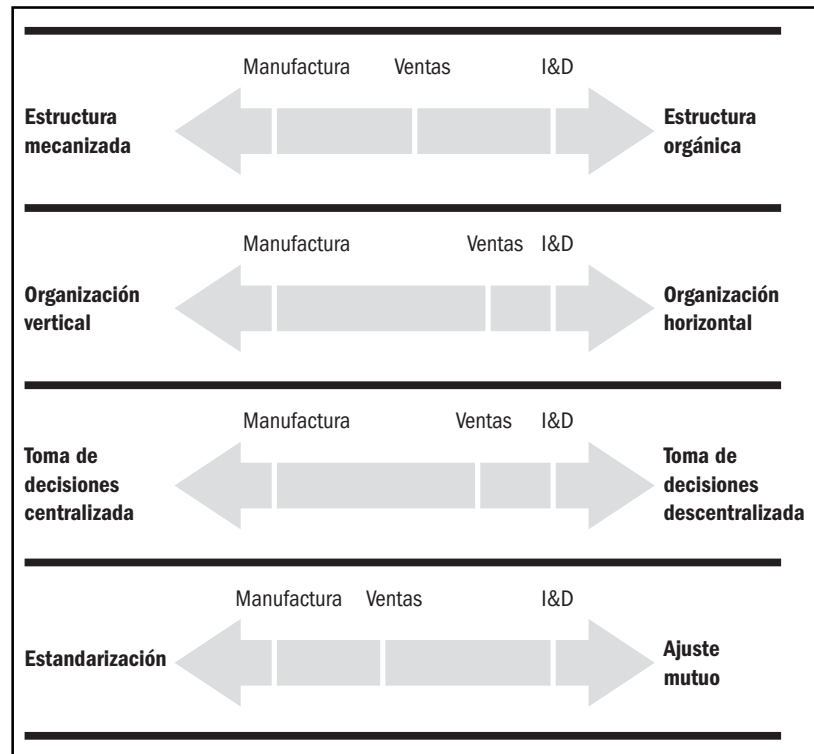 Manufactura Ventas I&D
Estructura
mecanizada
Estructura
orgánica
Manufactura Ventas I&D
Organización
vertical
Organización
horizontal
Manufactura Ventas I&D
Toma de
decisiones
centralizada
Toma de
decisiones
descentralizada
Manufactura Ventas I&D
Estandarización
Ajuste
mutuo